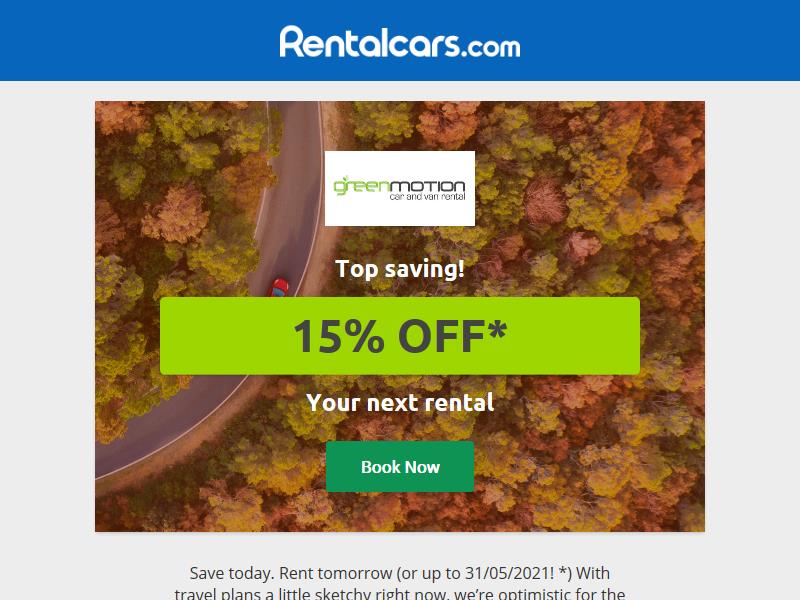 Rentalcars.com
greenmotion
car and van rental
Top saving!
15% OFF*
Your next rental
Book Now
Save today. Rent tomorrow (or up to 31/05/2021! *) With
travel plans a little sketchy right now, we're optimistic for the